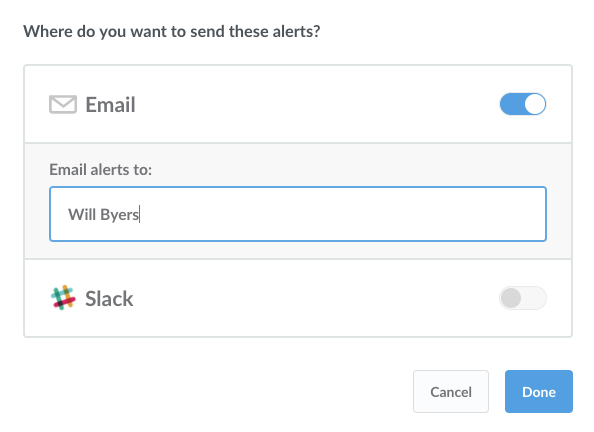 Where do you want to send these alerts?
Email
Email alerts to:
Will Byers
Slack
Cancel
Done